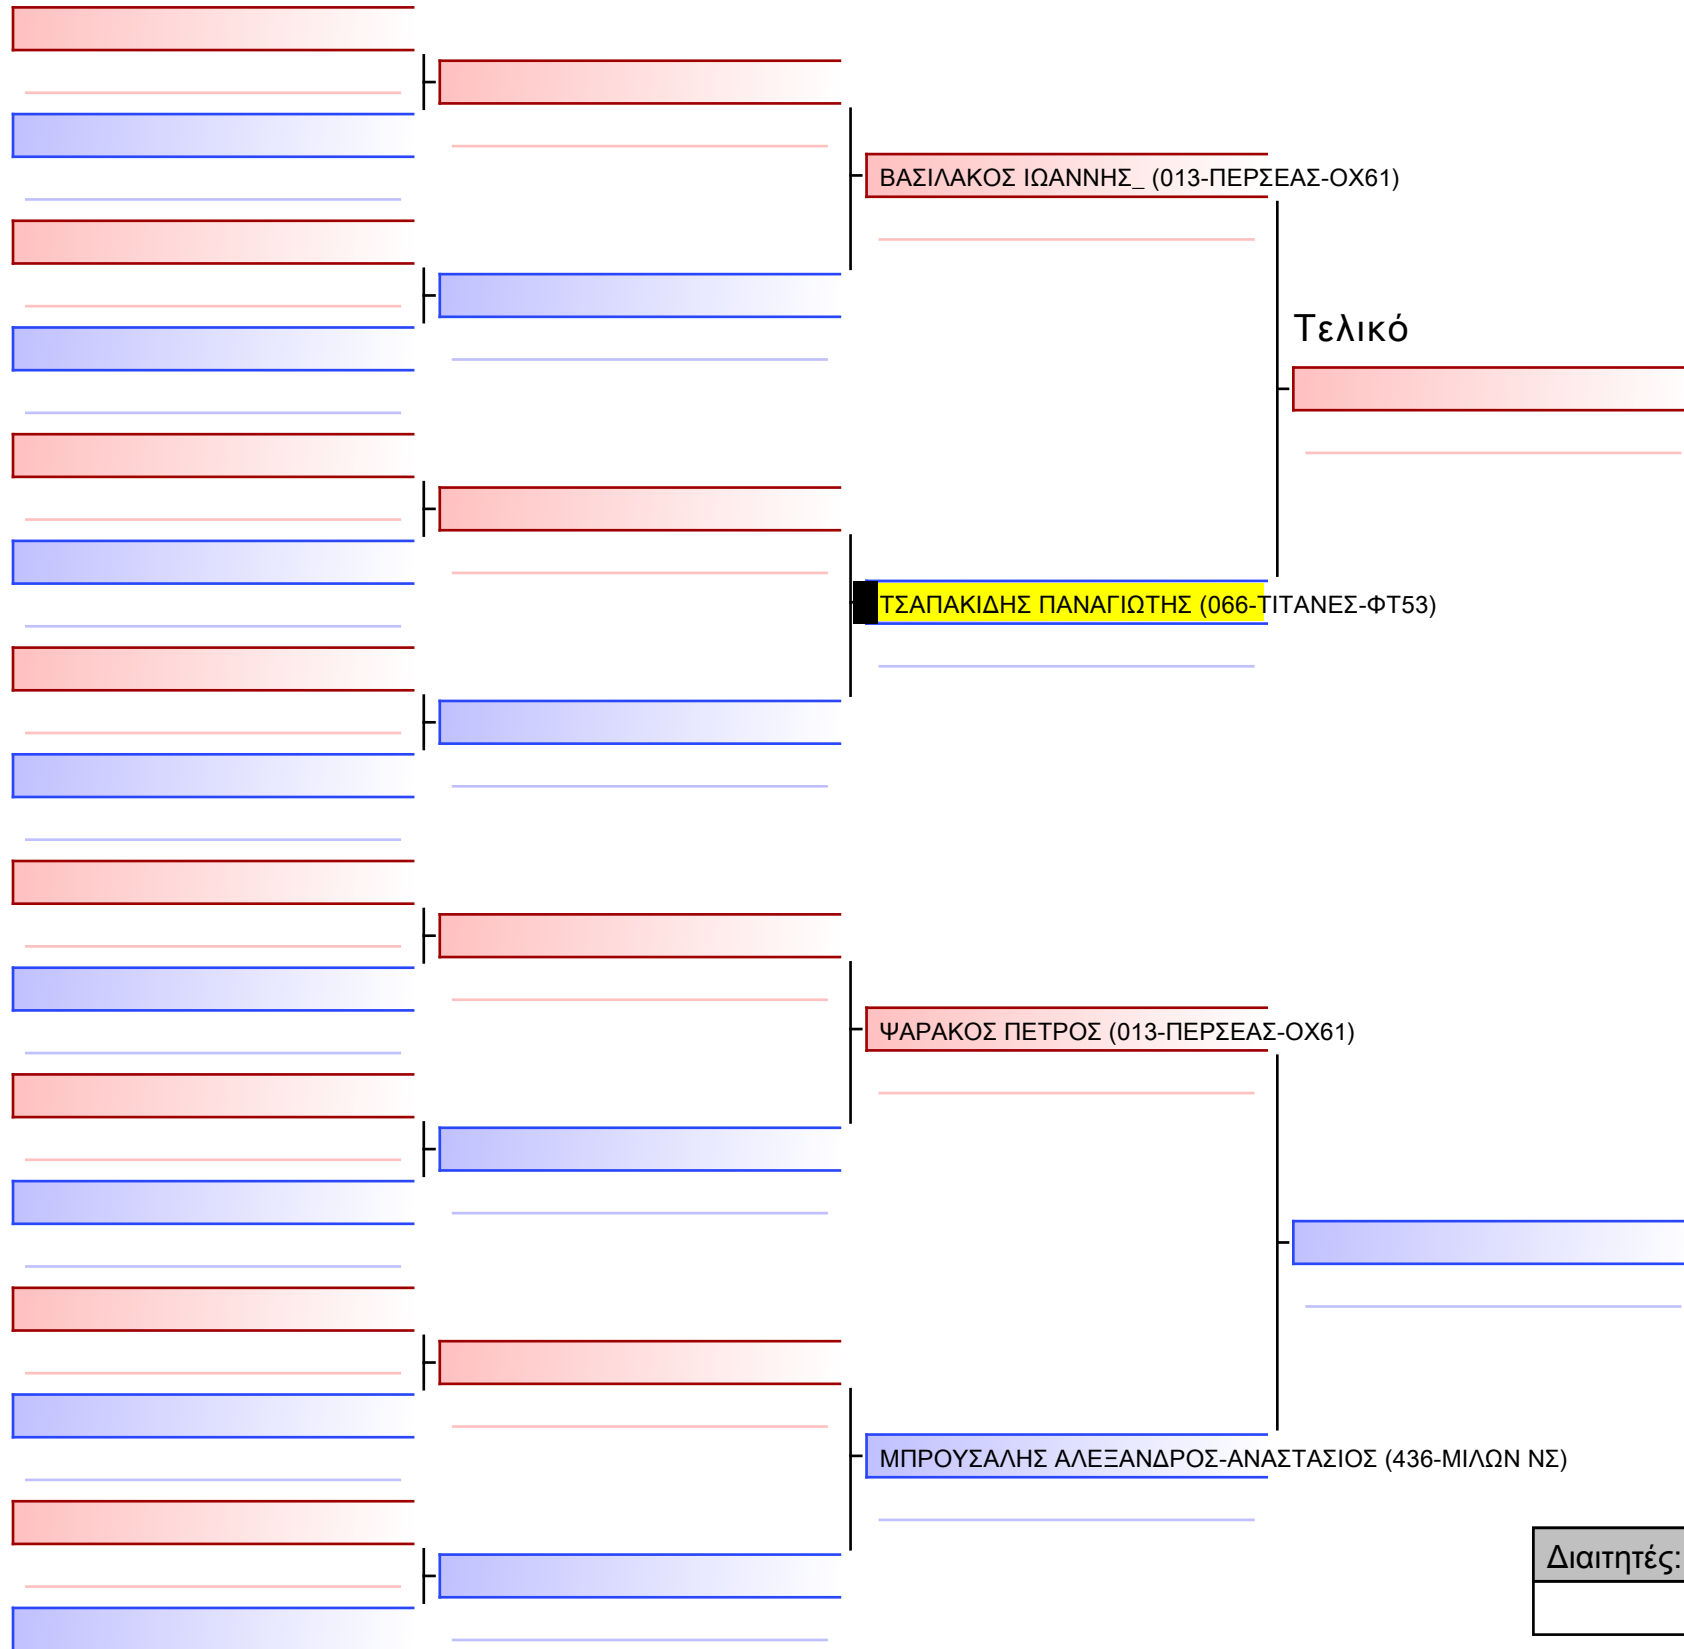 ΒΑΣΙΛΑΚΟΣ ΙΩΑΝΝΗΣ_ (013-ΠΕΡΣΕΑΣ-ΟΧ61)
Τελικό
ΤΣΑΠΑΚΙΔΗΣ ΠΑΝΑΓΙΩΤΗΣ (066-ΤΙΤΑΝΕΣ-ΦΤ53)
ΨΑΡΑΚΟΣ ΠΕΤΡΟΣ (013-ΠΕΡΣΕΑΣ-ΟΧ61)
ΜΠΡΟΥΣΑΛΗΣ ΑΛΕΞΑΝΔΡΟΣ-ΑΝΑΣΤΑΣΙΟΣ (436-ΜΙΛΩΝ ΝΣ)
Διαιτητές: